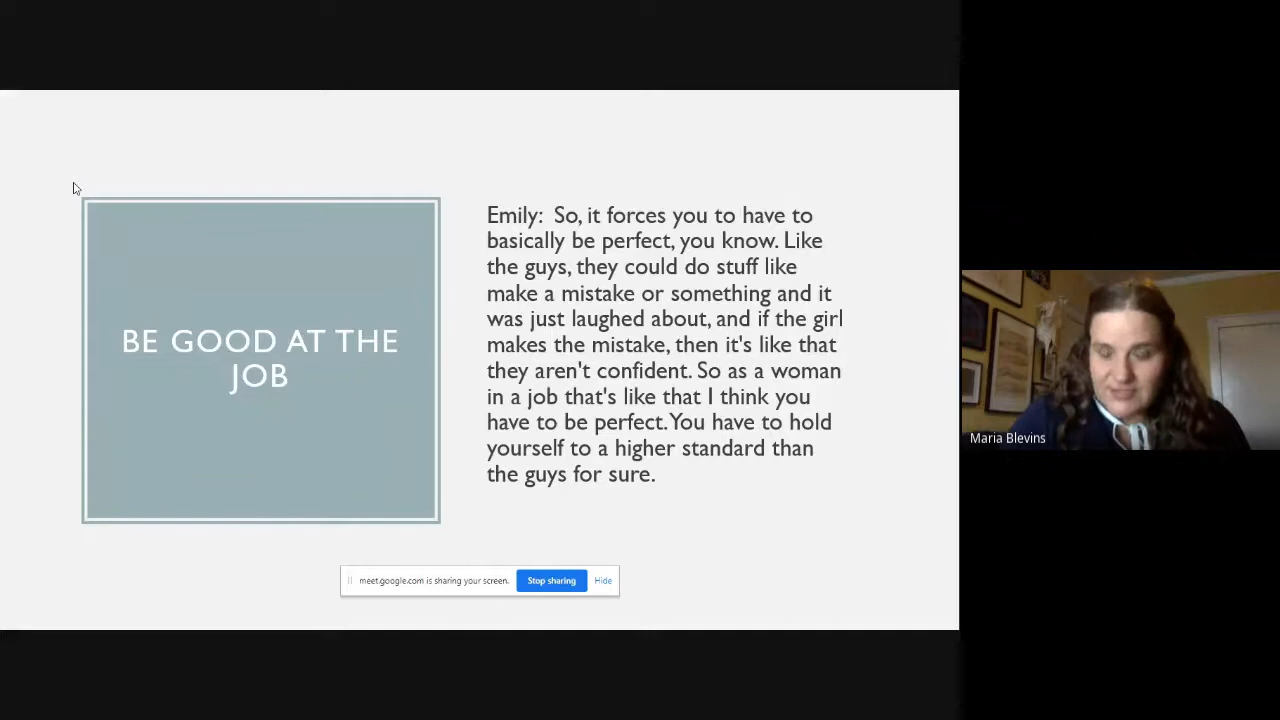 BE GOOD AT THE
JOB
Emily:  So, it forces you to have to
basically be perfect, you know. Like
the guys, they could do stuff like
make a mistake or something and it
was just laughed about, and if the girl
makes the mistake, then it's like that
they aren't confident. So as a woman
in a job that's like that I think you
have to be perfect. You have to hold
yourself to a higher standard than
the guys for sure.
meet.google.com is sharing your screen. Stop sharing Hide
Maria Blevins